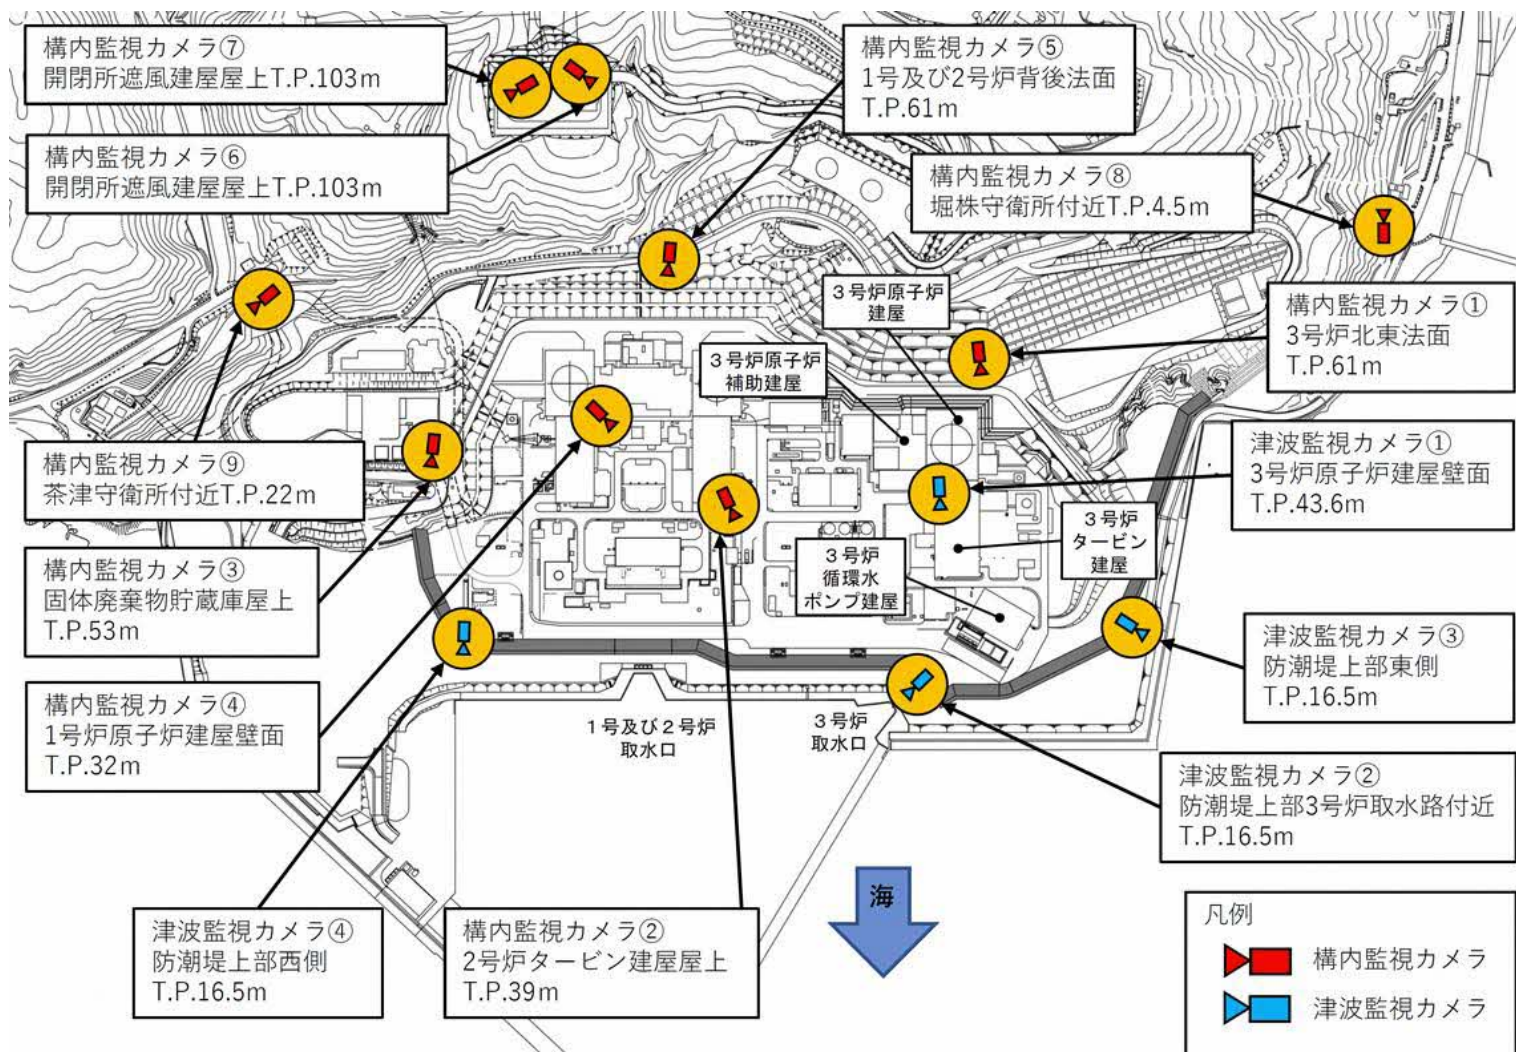 構内監視カメラ⑦
開閉所遮風建屋屋上T.P.103m
構内監視カメラ⑥
開閉所遮風建屋屋上T.P.103m
構内監視カメラ⑤
1号及び2号炉背後法面
T.P.61m
構内監視カメラ⑧
堀株守衛所付近T.P.4.5m
3号炉原子炉
建屋
3号炉原子炉
補助建屋
構内監視カメラ①
3号炉北東法面
T.P.61m
構内監視カメラ⑨
茶津守衛所付近T.P.22m
津波監視カメラ①
3号炉原子炉建屋壁面
T.P.43.6m
3号炉
タービン
建屋
3号炉
循環水
ポンプ建屋
構内監視カメラ③
固体廃棄物貯蔵庫屋上
T.P.53m
津波監視カメラ③
防潮堤上部東側
T.P.16.5m
構内監視カメラ④
1号炉原子炉建屋壁面
T.P.32m
1号及び2号炉
取水口
3号炉
取水口
津波監視カメラ②
防潮堤上部3号炉取水路付近
T.P.16.5m
海
津波監視カメラ④
防潮堤上部西側
T.P.16.5m
構内監視カメラ②
2号炉タービン建屋屋上
T.P.39m
凡例
構内監視カメラ
津波監視カメラ